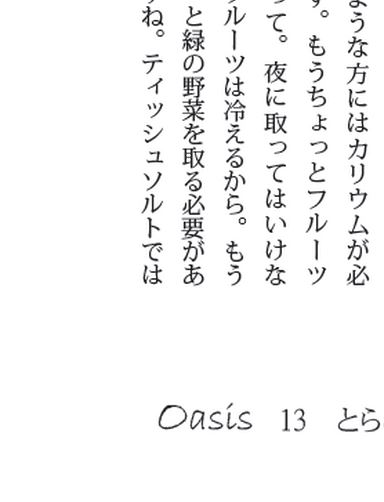 ような方にはカリウムが必
す。もうちょっとフルーツ
って。夜に取ってはいけな
フルーツは冷えるから。もう
と緑の野菜を取る必要があ
ね。ティッシュソルトでは
Oasis 13 とら